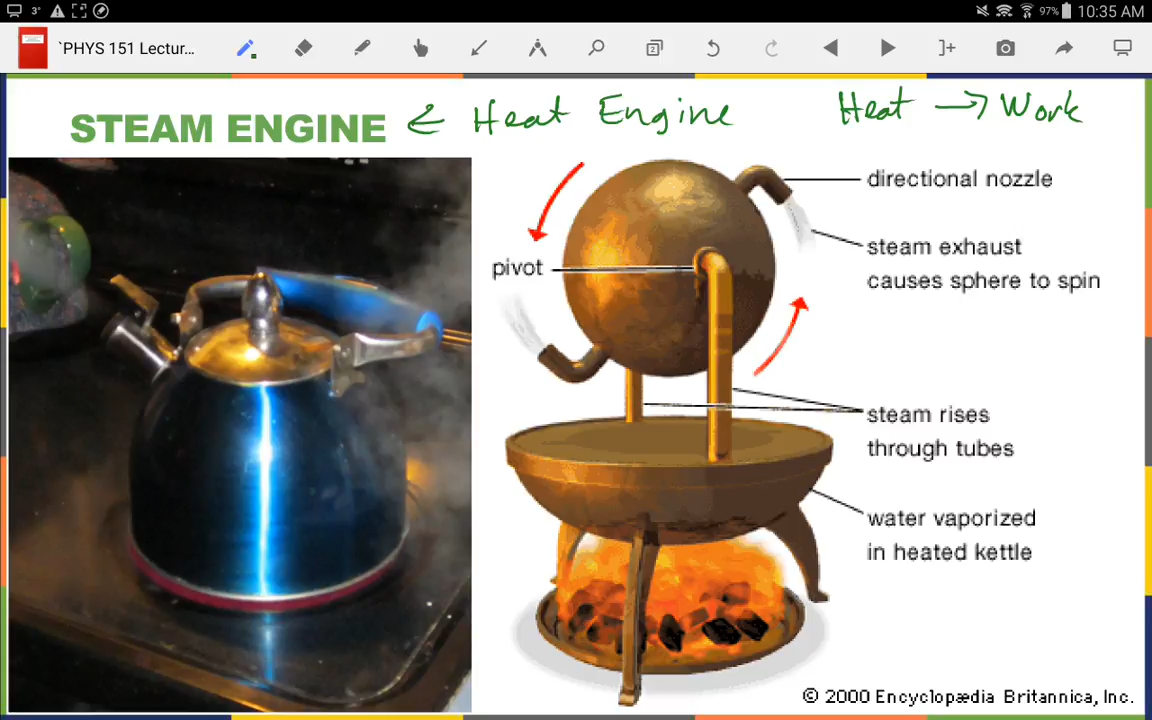 3° 97% 10:35 AM
`PHYS 151 Lectur... 2
STEAM ENGINE ← Heat Engine Heat → Work
directional nozzle
steam exhaust
causes sphere to spin
pivot
steam rises
through tubes
water vaporized
in heated kettle
© 2000 Encyclopædia Britannica, Inc.